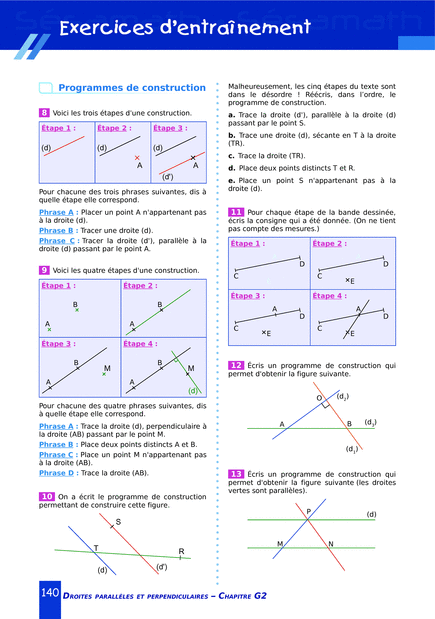 Exercices d'entraînement
Programmes de construction
8 Voici les trois étapes d'une construction.
Étape 1 :
Étape 2 :
Étape 3 :
(d)
(d)
A
(d)
A
(d')
Pour chacune des trois phrases suivantes, dis à
quelle étape elle correspond.
Phrase A : Placer un point A n'appartenant pas
à la droite (d).
Phrase B : Tracer une droite (d).
Phrase C : Tracer la droite (d'), parallèle à la
droite (d) passant par le point A.
9 Voici les quatre étapes d'une construction.
Étape 1 :
Étape 2 :
B
A
B
A
Étape 3 :
Étape 4 :
B
M
A
B
M
A
(d)
Pour chacune des quatre phrases suivantes, dis
à quelle étape elle correspond.
Phrase A : Trace la droite (d), perpendiculaire à
la droite (AB) passant par le point M.
Phrase B : Place deux points distincts A et B.
Phrase C : Place un point M n'appartenant pas
à la droite (AB).
Phrase D : Trace la droite (AB).
10 On a écrit le programme de construction
permettant de construire cette figure.
S
T
R
(d)
(d')
Malheureusement, les cinq étapes du texte sont
dans le désordre ! Réécris, dans l'ordre, le
programme de construction.
a. Trace la droite (d'), parallèle à la droite (d)
passant par le point S.
b. Trace une droite (d), sécante en T à la droite
(TR).
c. Trace la droite (TR).
d. Place deux points distincts T et R.
e. Place un point S n'appartenant pas à la
droite (d).
11 Pour chaque étape de la bande dessinée,
écris la consigne qui a été donnée. (On ne tient
pas compte des mesures.)
Étape 1 :
Étape 2 :
C
D
C
D
E
Étape 3 :
Étape 4 :
A
D
C
E
A
D
C
E
12 Écris un programme de construction qui
permet d'obtenir la figure suivante.
O
(d2)
A
B
(d3)
(d1)
13 Écris un programme de construction qui
permet d'obtenir la figure suivante (les droites
vertes sont parallèles).
P
(d)
M
N
140 DROITES PARALLÈLES ET PERPENDICULAIRES – CHAPITRE G2